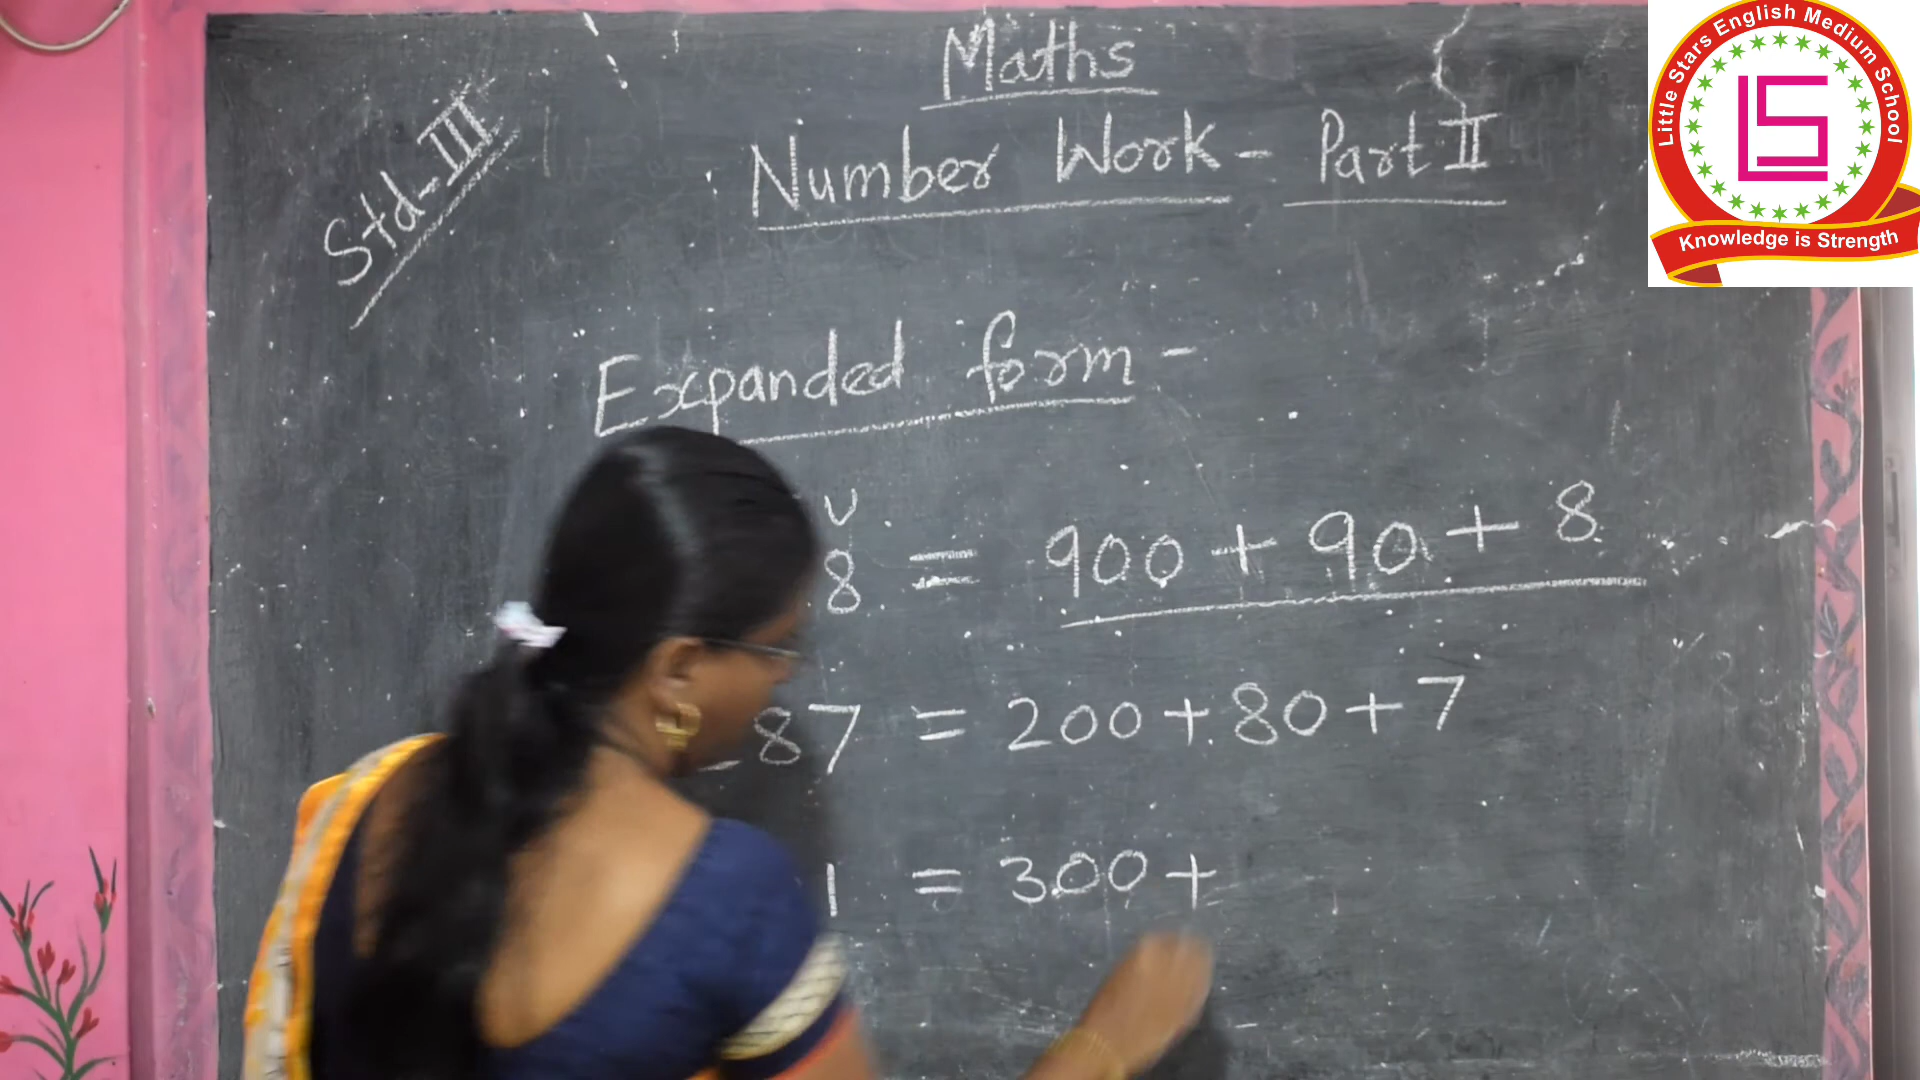 Maths
Std-III
Number Work - Part II
Expanded form -
8 = 900 + 90 + 8
87 = 200 + 80 + 7
1 = 300 +
Little Stars English Medium School
LS
Knowledge is Strength